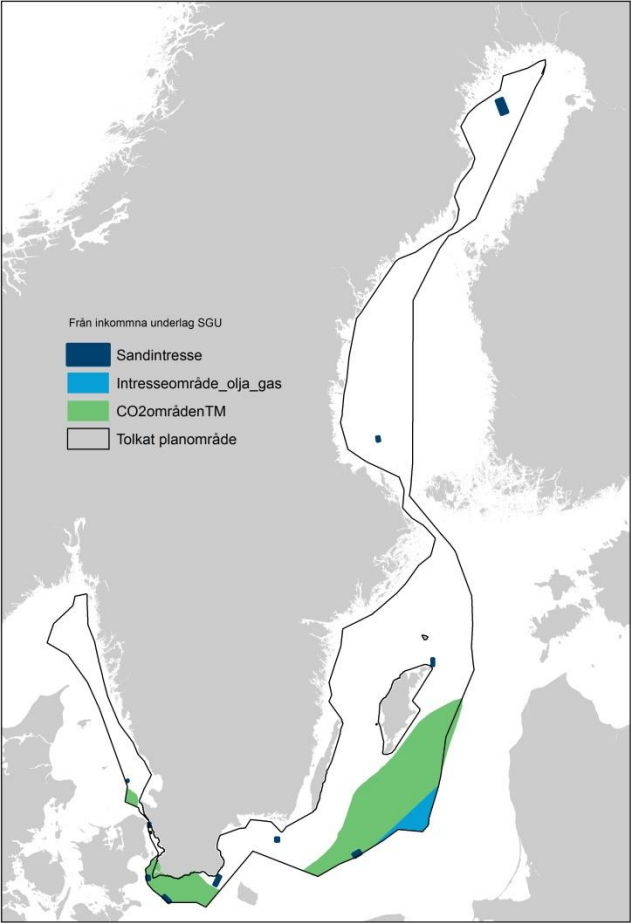 Från inkommna underlag SGU
Sandintresse
Intresseområde_olja_gas
CO2områdenTM
Tolkat planområde